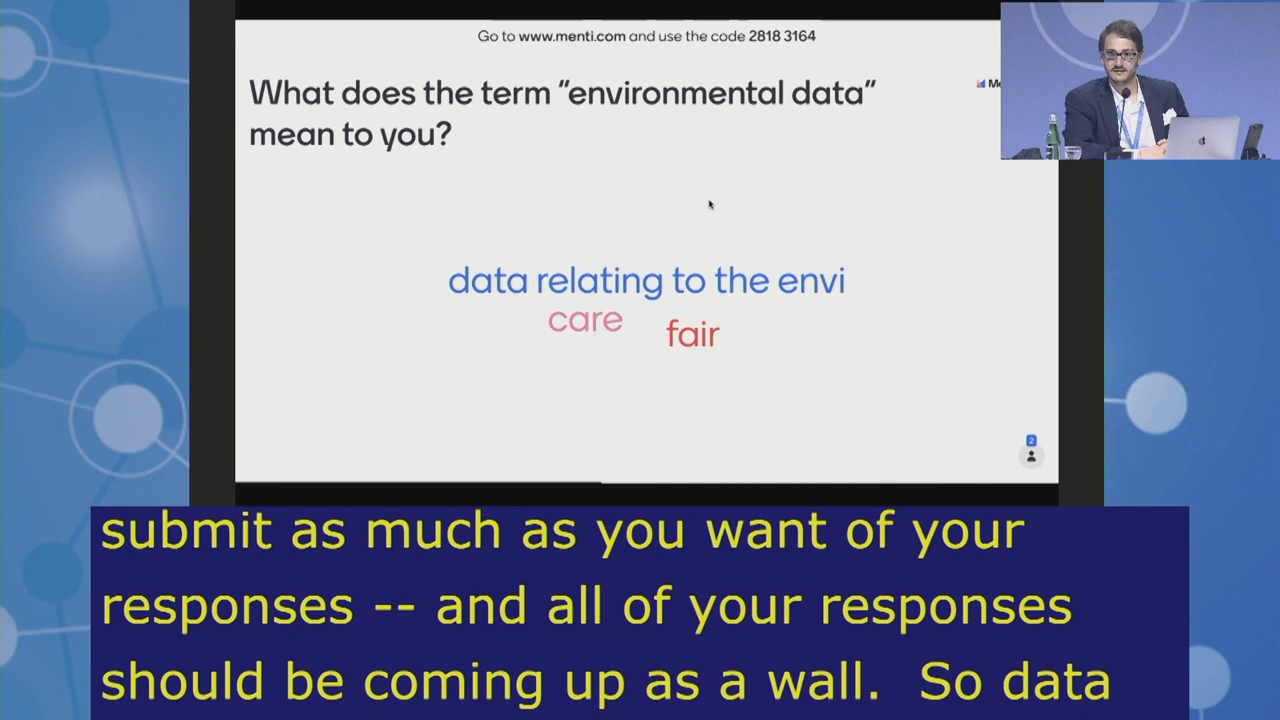 Go to www.menti.com and use the code 2818 3164
What does the term “environmental data”
mean to you?
data relating to the envi
care
fair
2
submit as much as you want of your
responses -- and all of your responses
should be coming up as a wall.  So data